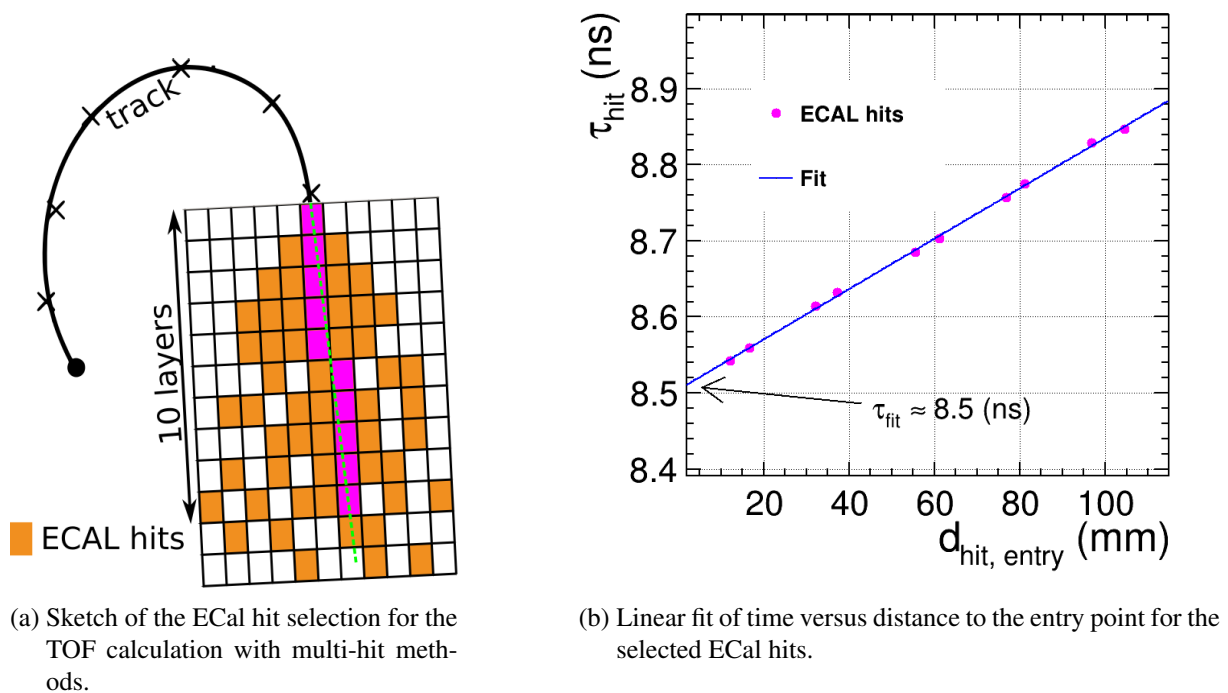 track
10 layers
ECAL hits
(a) Sketch of the ECal hit selection for the
TOF calculation with multi-hit meth-
ods.
τhit (ns)
8.9
8.8
8.7
8.6
8.5
8.4
ECAL hits
Fit
τfit ≈ 8.5 (ns)
20 40 60 80 100
dhit, entry (mm)
(b) Linear fit of time versus distance to the entry point for the
selected ECal hits.